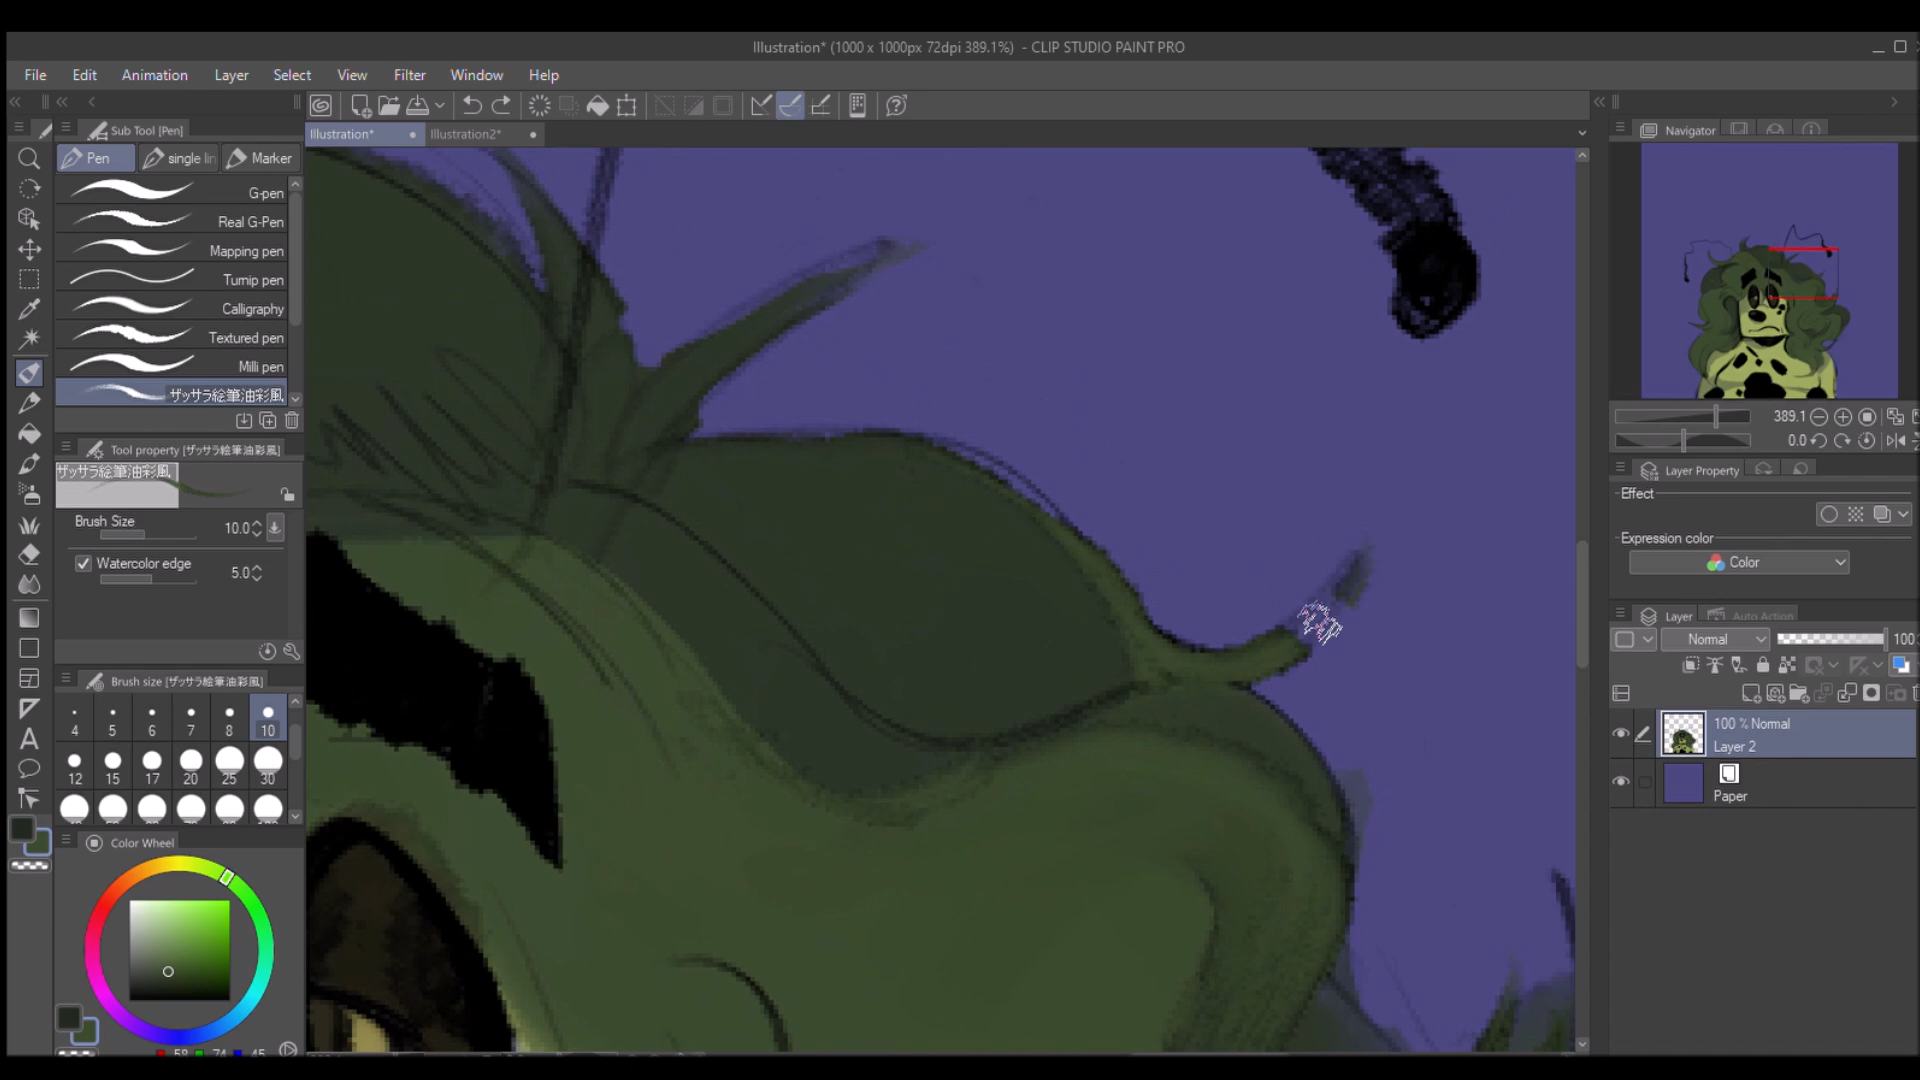 Illustration* (1000 x 1000px 72dpi 389.1%) - CLIP STUDIO PAINT PRO
File Edit Animation Layer Select View Filter Window Help
Sub Tool [Pen]
Illustration* Illustration2*
Navigator
Pen single lin Marker
G-pen
Real G-Pen
Mapping pen
Turnip pen
Calligraphy
Textured pen
Milli pen
ザッサラ絵筆油彩風
389.1
0.0
Tool property [ザッサラ絵筆油彩風]
ザッサラ絵筆油彩風
Brush Size 10.0
Watercolor edge 5.0
Layer Property
Effect
Expression color
Color
Layer Auto Action
Normal 100
100 % Normal
Layer 2
Paper
Brush size [ザッサラ絵筆油彩風]
4 5 6 7 8 10
12 15 17 20 25 30
Color Wheel
58 74 45